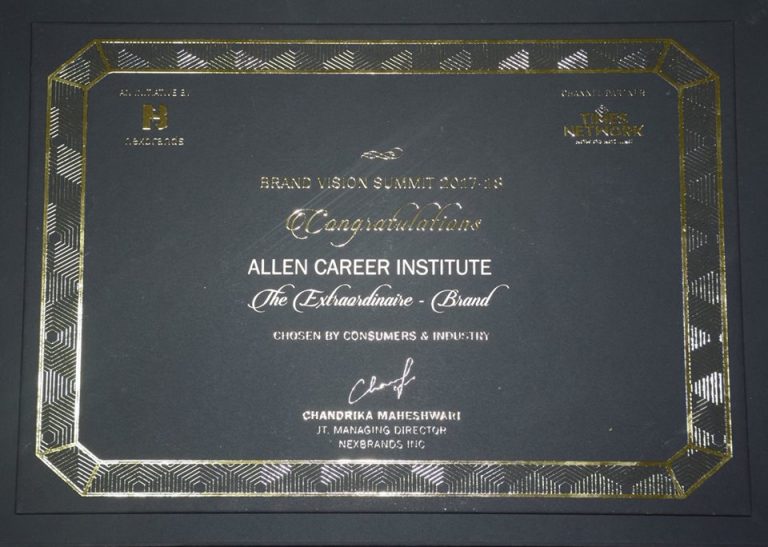 AN INITIATIVE BY
nexbrands
CHANNEL PARTNER
TIMES
NETWORK
BRAND VISION SUMMIT 2017-18
Congratulations
ALLEN CAREER INSTITUTE
The Extraordinaire - Brand
CHOSEN BY CONSUMERS & INDUSTRY
CHANDRIKA MAHESHWARI
JT. MANAGING DIRECTOR
NEXBRANDS INC